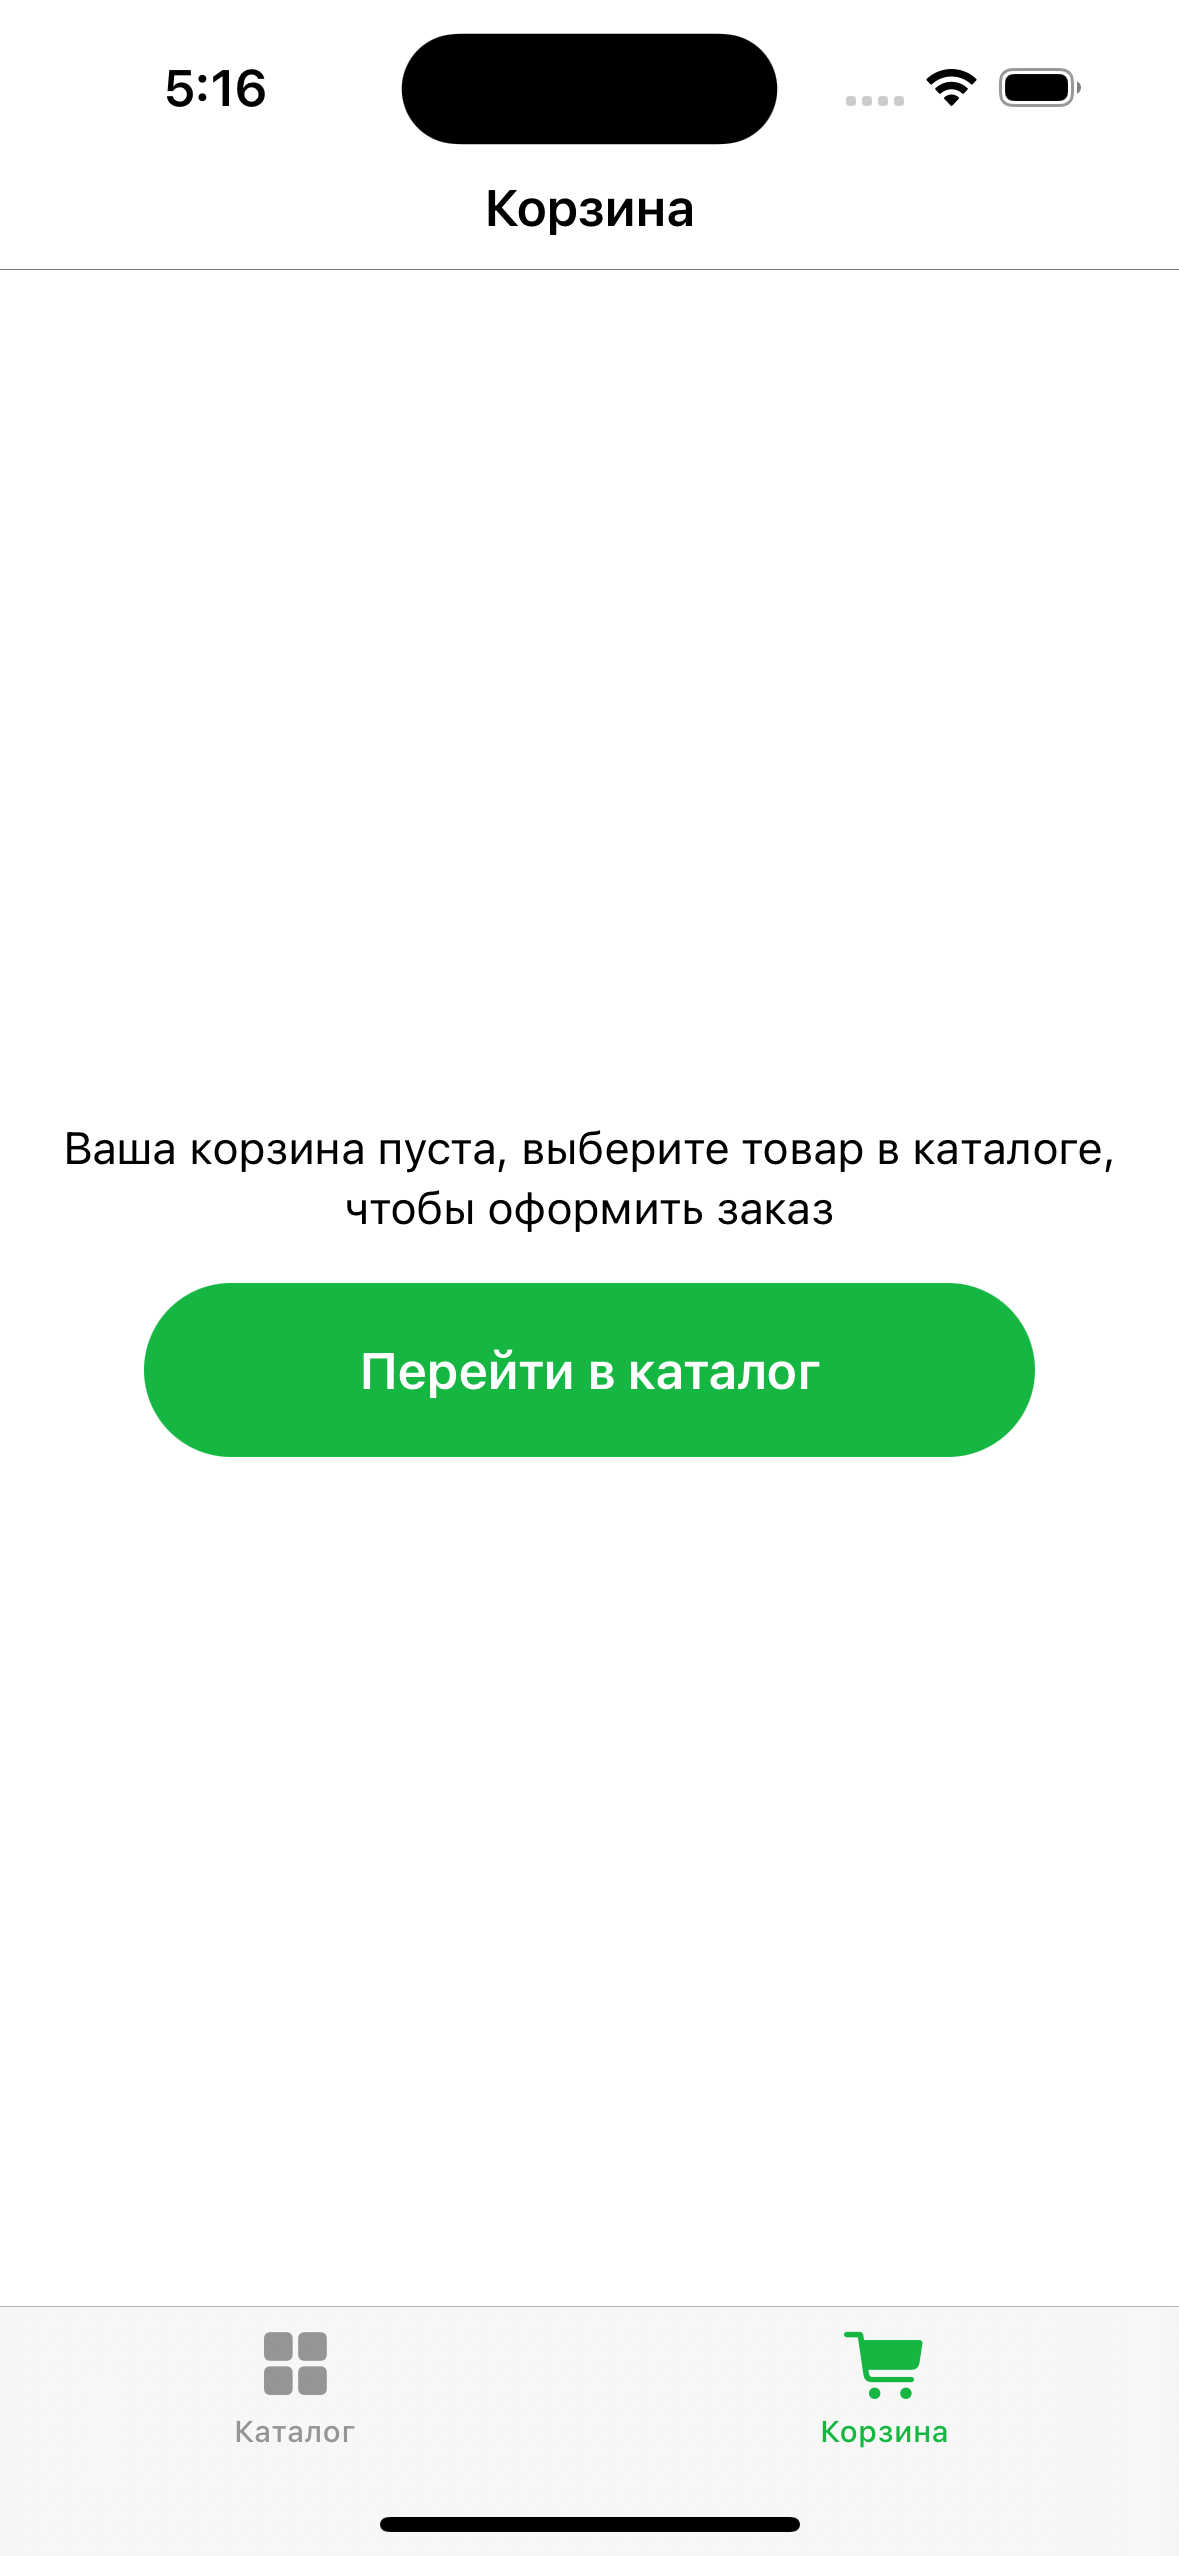 5:16
Корзина
Ваша корзина пуста, выберите товар в каталоге,
чтобы оформить заказ
Перейти в каталог
Каталог
Корзина